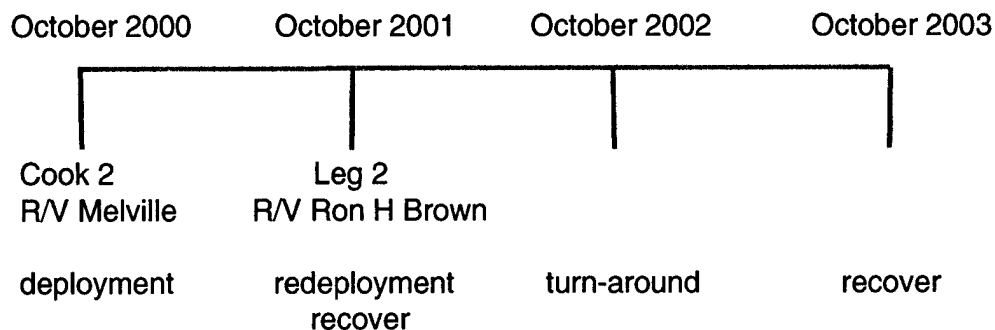 October 2000 October 2001 October 2002 October 2003
Cook 2 Leg 2
R/V Melville R/V Ron H Brown
deployment redeployment turn-around recover
recover